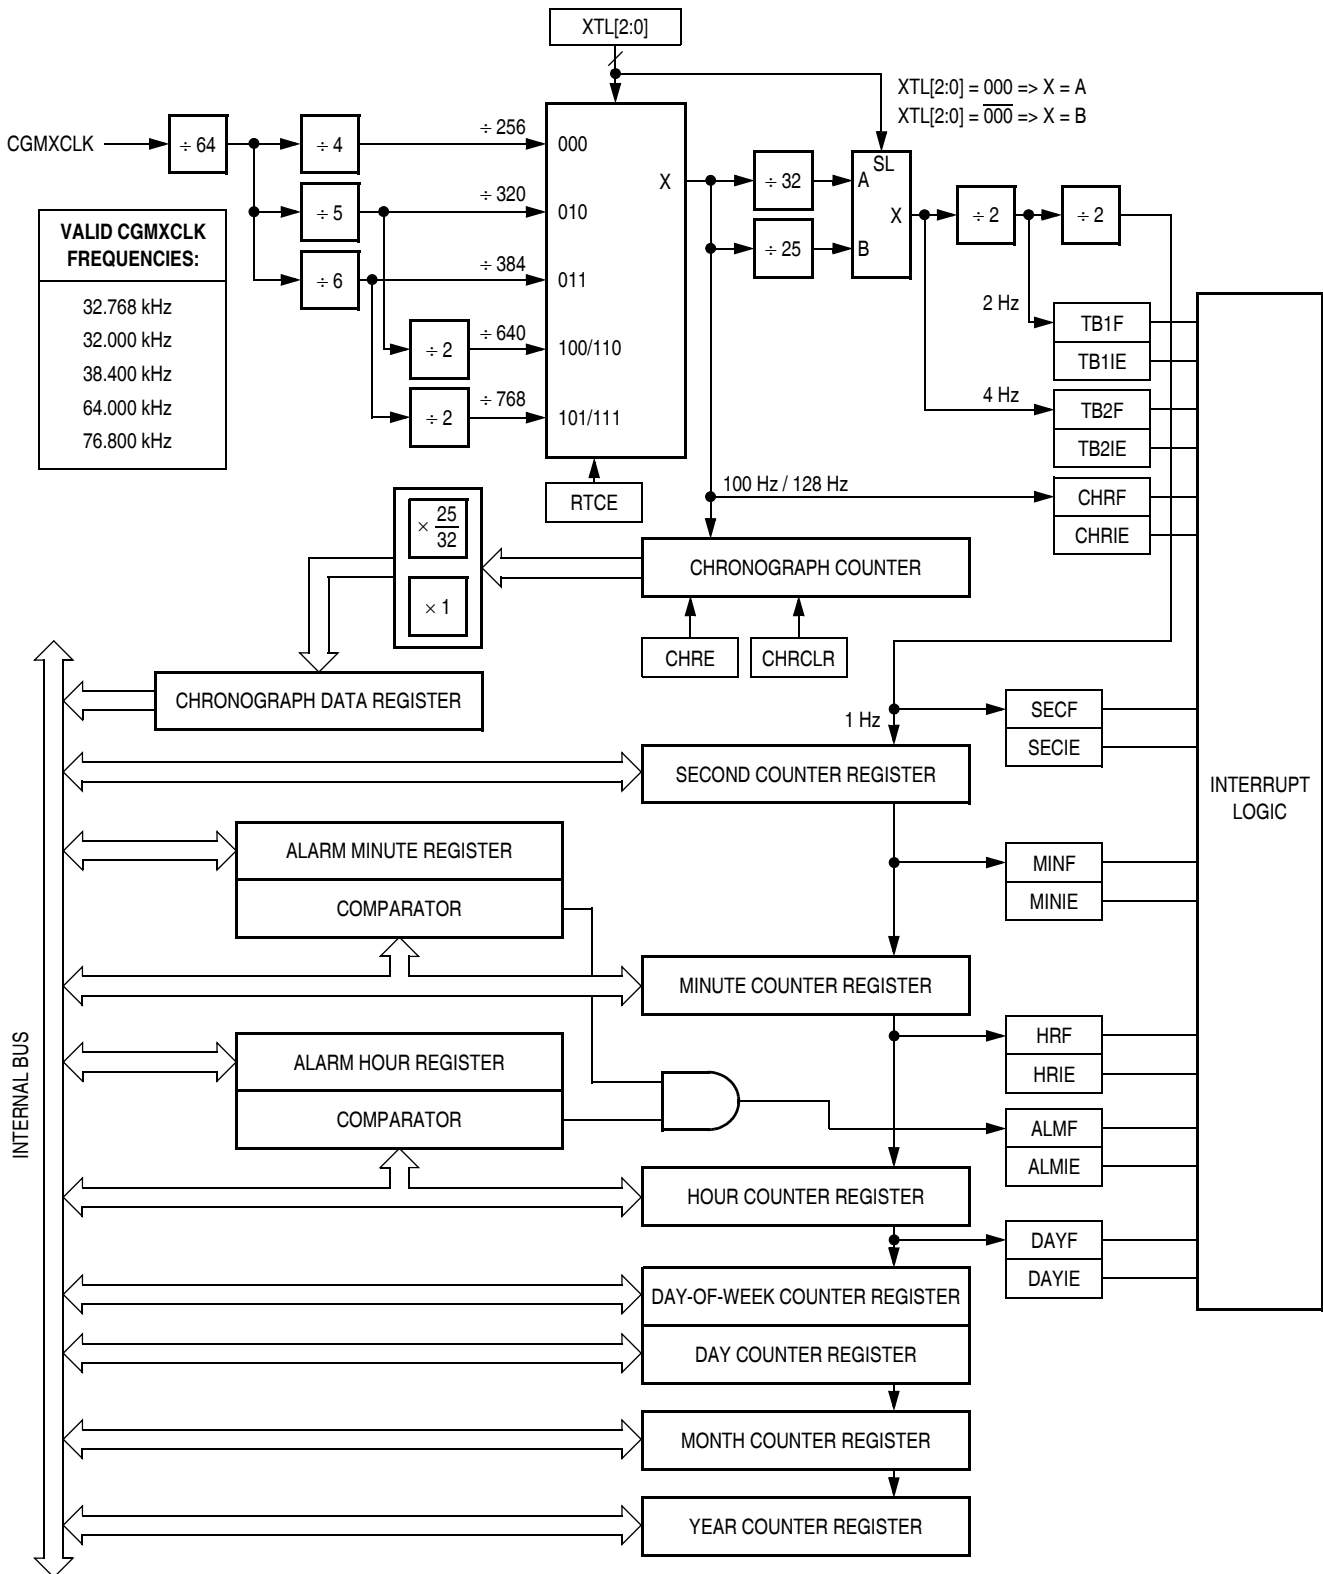 XTL[2:0]
XTL[2:0] = 000 => X = A
XTL[2:0] = 000 => X = B
CGMXCLK
÷ 64
÷ 4
÷ 256
000
÷ 5
÷ 320
010
÷ 6
÷ 384
011
÷ 2
÷ 640
100/110
÷ 2
÷ 768
101/111
X
÷ 32
÷ 25
SL
A
B
X
÷ 2
÷ 2
VALID CGMXCLK
FREQUENCIES:
32.768 kHz
32.000 kHz
38.400 kHz
64.000 kHz
76.800 kHz
2 Hz
TB1F
TB1IE
4 Hz
TB2F
TB2IE
RTCE
100 Hz / 128 Hz
CHRF
CHRIE
× 25
32
× 1
CHRONOGRAPH COUNTER
CHRE
CHRCLR
CHRONOGRAPH DATA REGISTER
1 Hz
SECF
SECIE
SECOND COUNTER REGISTER
INTERRUPT
LOGIC
ALARM MINUTE REGISTER
COMPARATOR
MINF
MINIE
MINUTE COUNTER REGISTER
INTERNAL BUS
ALARM HOUR REGISTER
COMPARATOR
HRF
HRIE
ALMF
ALMIE
HOUR COUNTER REGISTER
DAYF
DAYIE
DAY-OF-WEEK COUNTER REGISTER
DAY COUNTER REGISTER
MONTH COUNTER REGISTER
YEAR COUNTER REGISTER